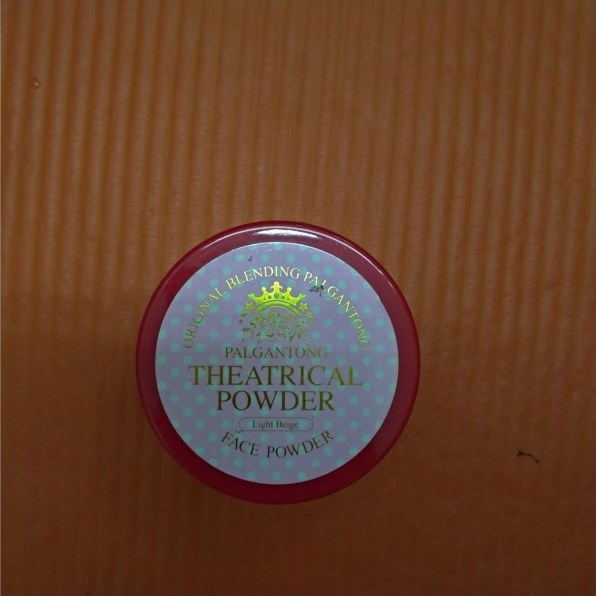 ORIGINAL BLENDING PALGANTONG
PALGANTONG
THEATRICAL
POWDER
Light Beige
FACE POWDER